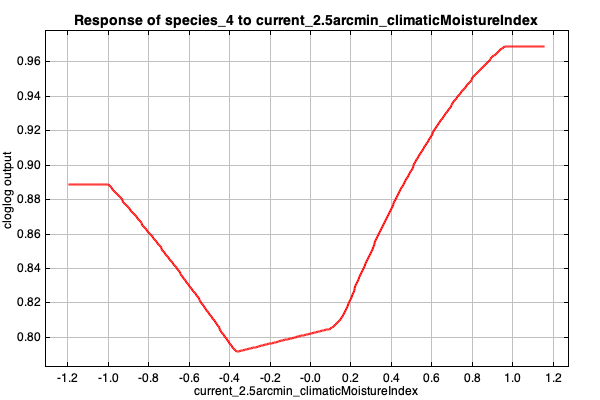 Response of species_4 to current_2.5arcmin_climaticMoistureIndex
cloglog output
0.96
0.94
0.92
0.90
0.88
0.86
0.84
0.82
0.80
-1.2 -1.0 -0.8 -0.6 -0.4 -0.2 -0.0 0.2 0.4 0.6 0.8 1.0 1.2
current_2.5arcmin_climaticMoistureIndex